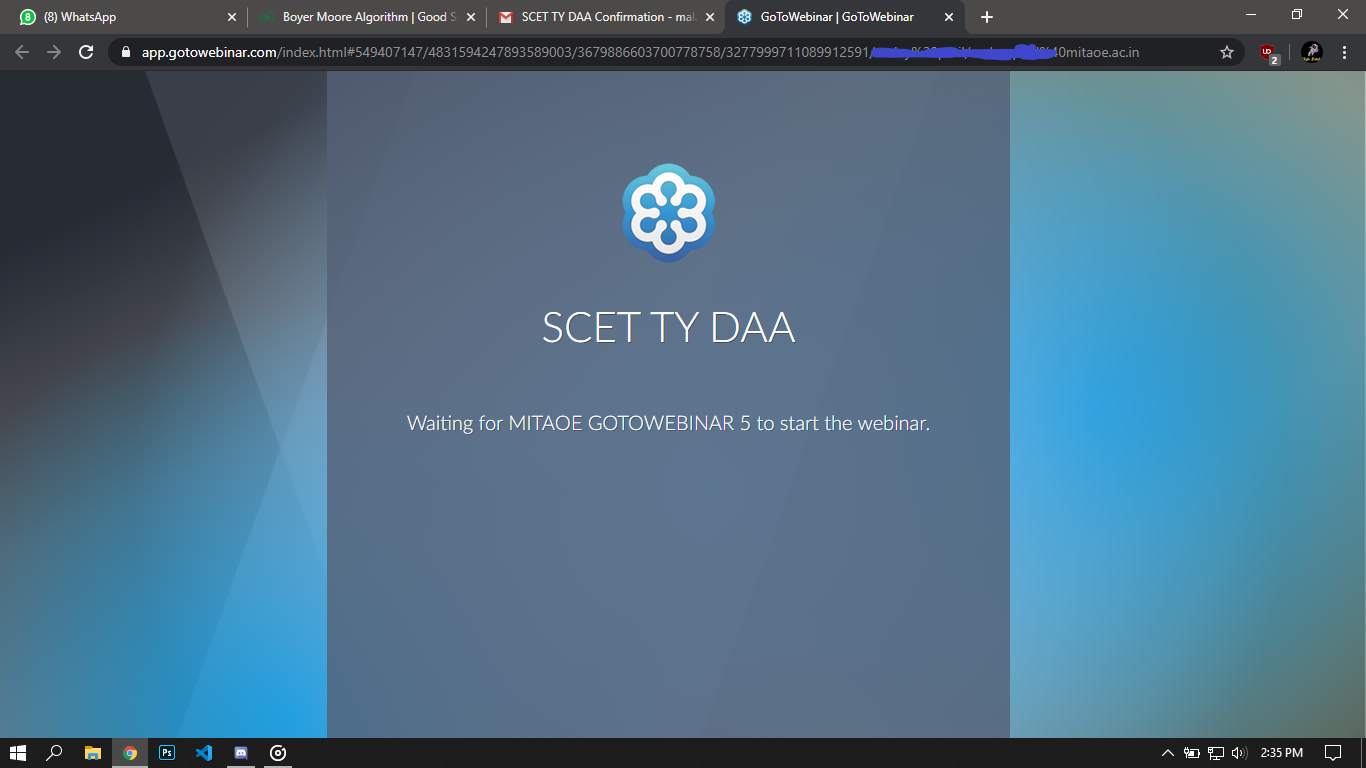 (8) WhatsApp
Boyer Moore Algorithm | Good S
SCET TY DAA Confirmation - mal
GoToWebinar | GoToWebinar
app.gotowebinar.com/index.html#549407147/4831594247893589003/3679886603700778758/3277999711089912591/ 40mitaoe.ac.in
2
SCET TY DAA
Waiting for MITAOE GOTOWEBINAR 5 to start the webinar.
Ps
2:35 PM